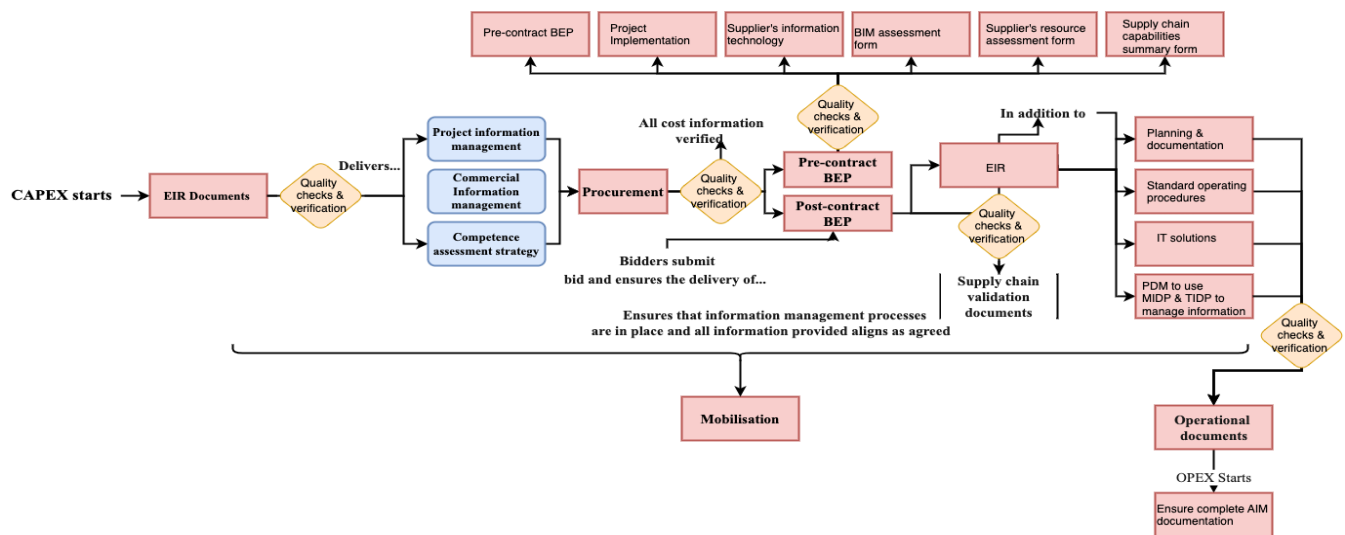 Pre-contract BEP
Project
Implementation
Supplier's information
technology
BIM assessment
form
Supplier's resource
assessment form
Supply chain
capabilities
summary form
Quality
checks &
verification
All cost information
verified
In addition to
Project information
management
Delivers...
Commercial
Information
management
Competence
assessment strategy
CAPEX starts
EIR Documents
Quality
checks &
verification
Procurement
Quality
checks &
verification
Pre-contract
BEP
Post-contract
BEP
EIR
Quality
checks &
verification
Planning &
documentation
Standard operating
procedures
IT solutions
PDM to use
MIDP & TIDP to
manage information
Bidders submit
bid and ensures the delivery of...
Supply chain
validation
documents
Ensures that information management processes
are in place and all information provided aligns as agreed
Quality
checks &
verification
Mobilisation
Operational
documents
OPEX Starts
Ensure complete AIM
documentation